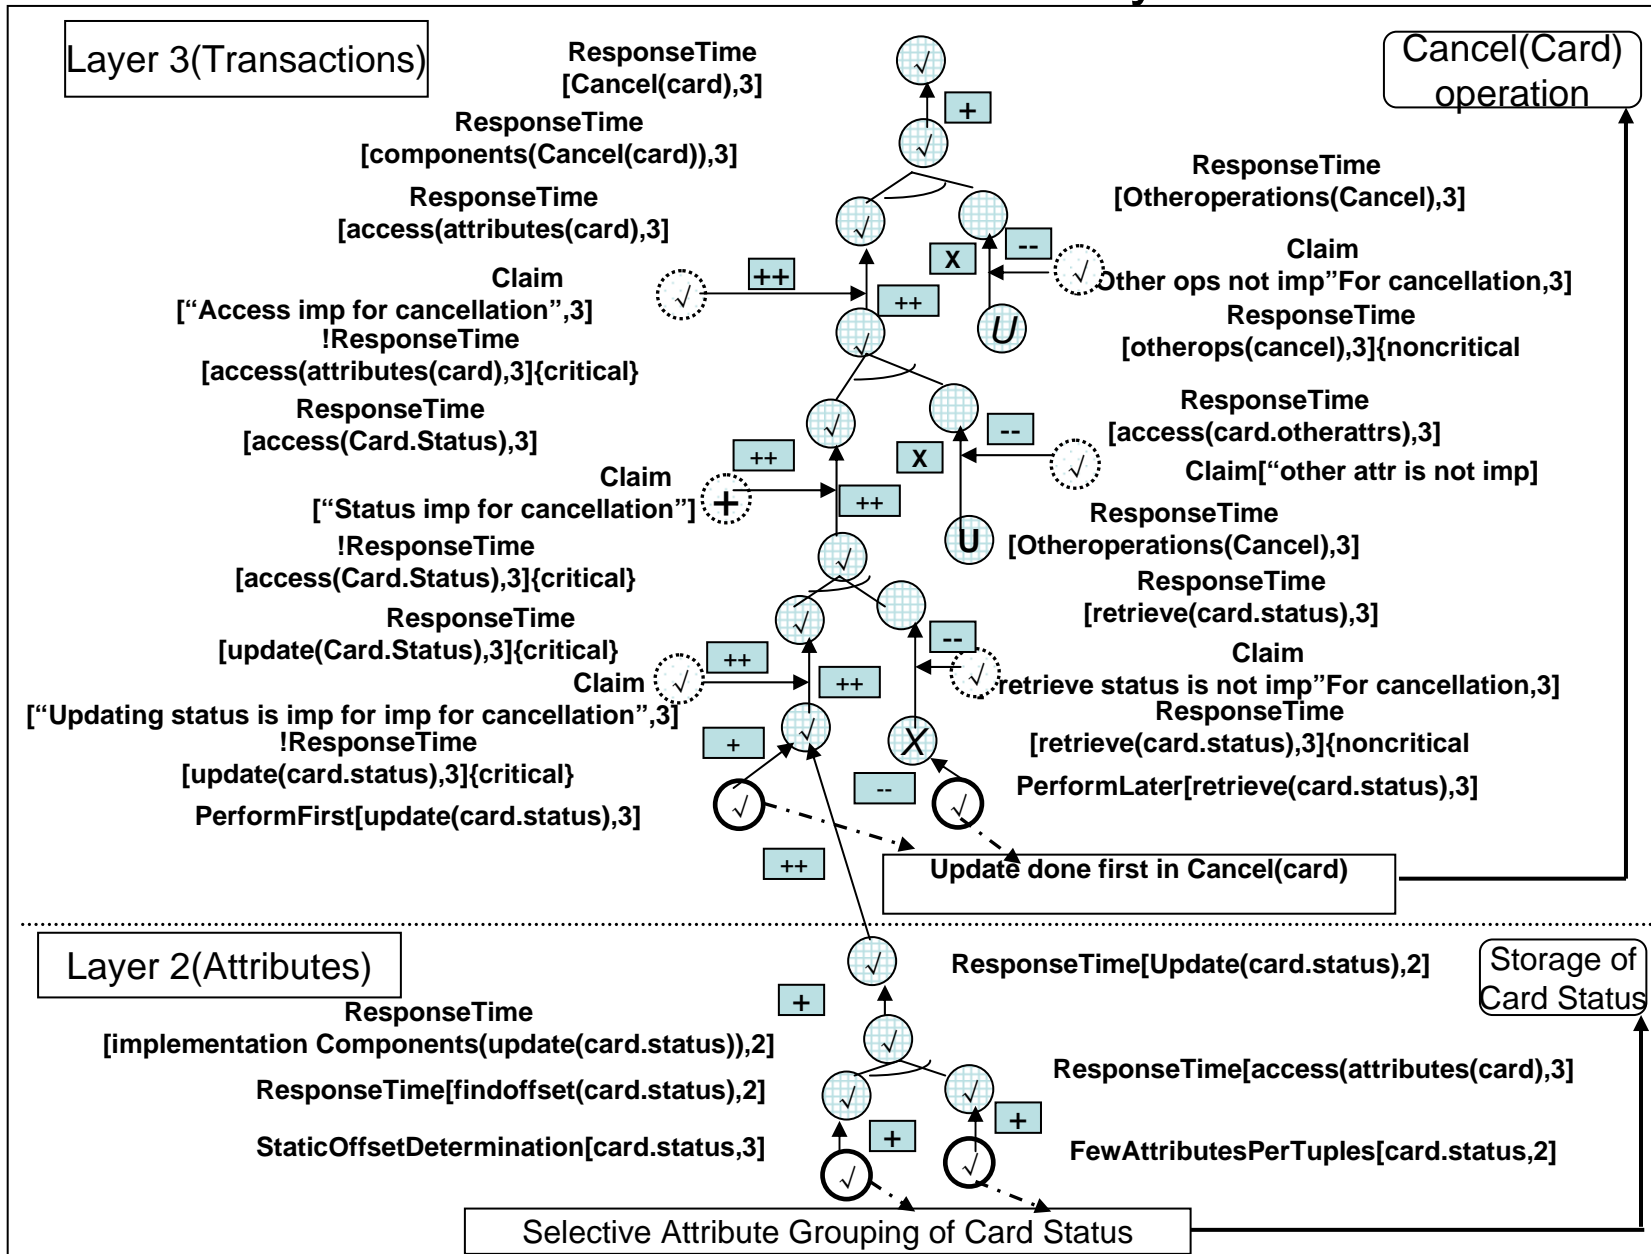 y
Layer 3(Transactions)
ResponseTime
[Cancel(card),3]
√
Cancel(Card)
operation
+
ResponseTime
[components(Cancel(card)),3]
√
ResponseTime
[Otheroperations(Cancel),3]
ResponseTime
[access(attributes(card),3]
√
X
--
Claim
["Access imp for cancellation",3]
√
++
++
Claim
Other ops not imp"For cancellation,3]
√
!ResponseTime
[access(attributes(card),3]{critical}
√
U
ResponseTime
[otherops(cancel),3]{noncritical
ResponseTime
[access(Card.Status),3]
√
--
ResponseTime
[access(card.otherattrs),3]
X
√
Claim["other attr is not imp]
Claim
["Status imp for cancellation"]
+
++
++
ResponseTime
[Otheroperations(Cancel),3]
U
!ResponseTime
[access(Card.Status),3]{critical}
√
ResponseTime
[retrieve(card.status),3]
ResponseTime
[update(Card.Status),3]{critical}
√
--
Claim
retrieve status is not imp"For cancellation,3]
√
Claim
["Updating status is imp for imp for cancellation",3]
√
++
++
ResponseTime
[retrieve(card.status),3]{noncritical
X
!ResponseTime
[update(card.status),3]{critical}
√
+
--
PerformFirst[update(card.status),3]
√
√
PerformLater[retrieve(card.status),3]
++
Update done first in Cancel(card)
Layer 2(Attributes)
√
ResponseTime[Update(card.status),2]
Storage of
Card Status
+
ResponseTime
[implementation Components(update(card.status)),2]
√
ResponseTime[findoffset(card.status),2]
√
√
ResponseTime[access(attributes(card),3]
+
+
StaticOffsetDetermination[card.status,3]
√
√
FewAttributesPerTuples[card.status,2]
Selective Attribute Grouping of Card Status